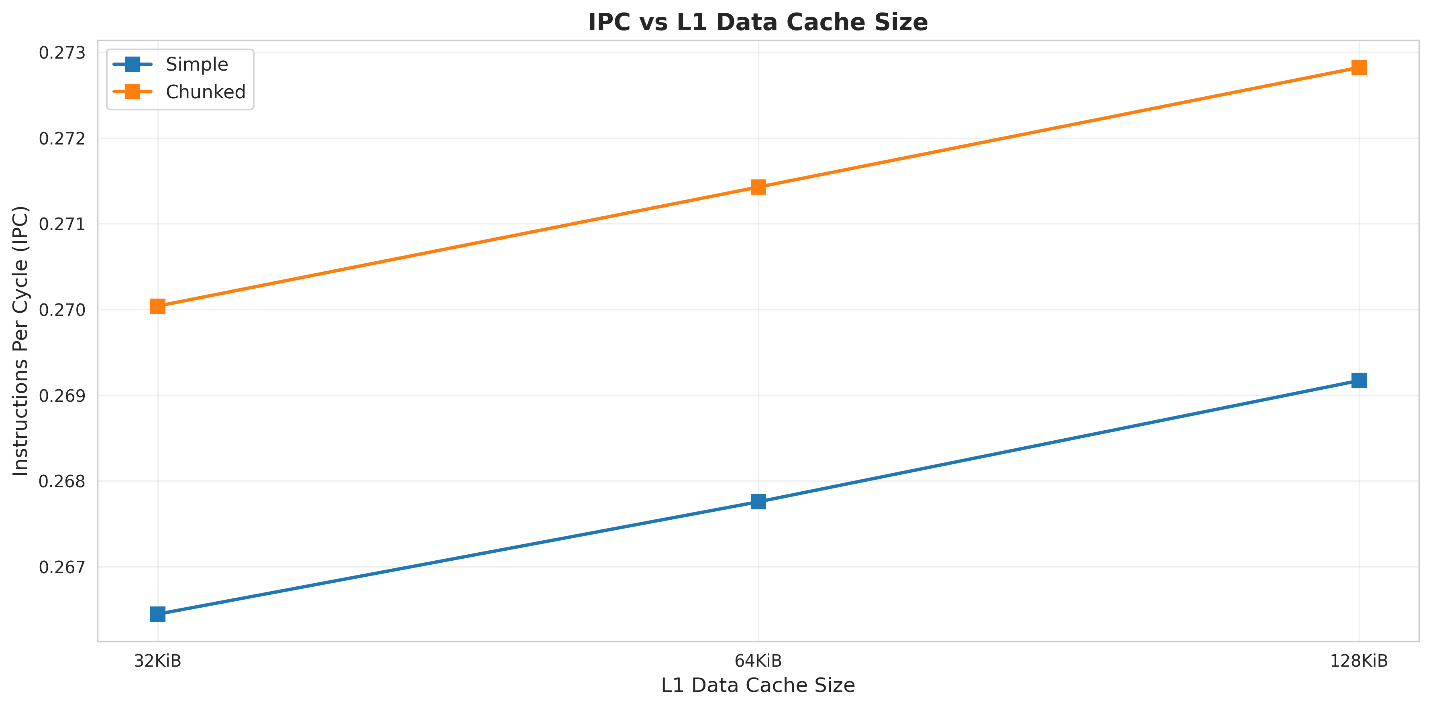 IPC vs L1 Data Cache Size
Simple
Chunked
Instructions Per Cycle (IPC)
0.273
0.272
0.271
0.270
0.269
0.268
0.267
32KiB
64KiB
128KiB
L1 Data Cache Size